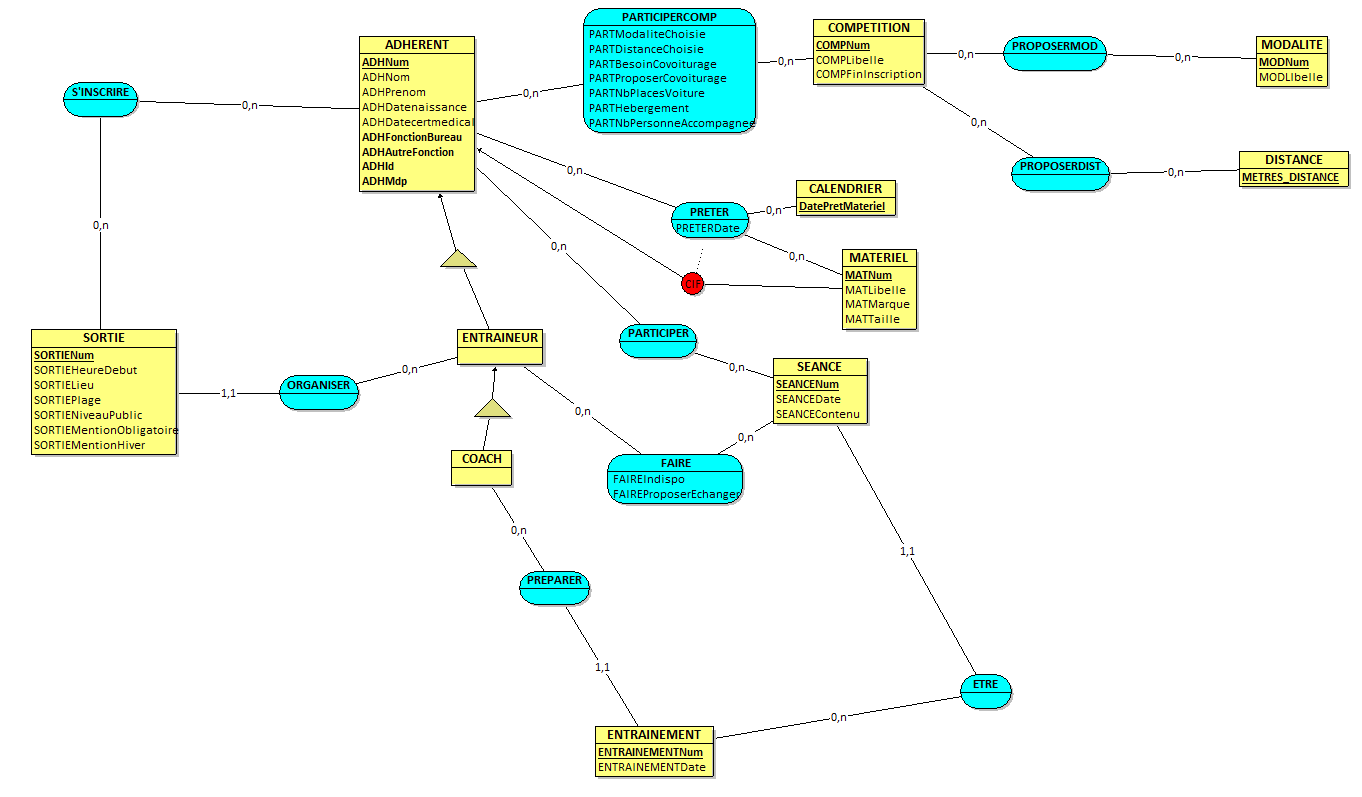 PARTICIPERCOMP
PARTModaliteChoisie
PARTDistanceChoisie
PARTBesoinCovoiturage
PARTProposerCovoiturage
PARTNbPlacesVoiture
PARTHebergement
PARTNbPersonneAccompagnee
COMPETITION
COMPNum
COMPLibelle
COMPFinInscription
PROPOSERMOD
MODALITE
MODNum
MODLIbelle
ADHERENT
ADHNum
ADHNom
ADHPrenom
ADHDatenaissance
ADHDatecertmedical
ADHFonctionBureau
ADHAutreFonction
ADHId
ADHMdp
S'INSCRIRE
0,n
0,n
0,n
0,n
0,n
0,n
PROPOSERDIST
0,n
DISTANCE
METRES_DISTANCE
0,n
CALENDRIER
DatePretMateriel
PRETER
PRETERDate
0,n
0,n
0,n
0,n
MATERIEL
MATNum
MATLibelle
MATMarque
MATTaille
CIF
SORTIE
SORTIENum
SORTIEHeureDebut
SORTIELieu
SORTIEPlage
SORTIENiveauPublic
SORTIEMentionObligatoire
SORTIEMentionHiver
1,1
ORGANISER
0,n
ENTRAINEUR
PARTICIPER
0,n
SEANCE
SEANCENum
SEANCEDate
SEANCEContenu
0,n
0,n
COACH
FAIRE
FAIREIndispo
FAIREProposerEchanger
0,n
1,1
PREPARER
1,1
ETRE
0,n
ENTRAINEMENT
ENTRAINEMENTNum
ENTRAINEMENTDate